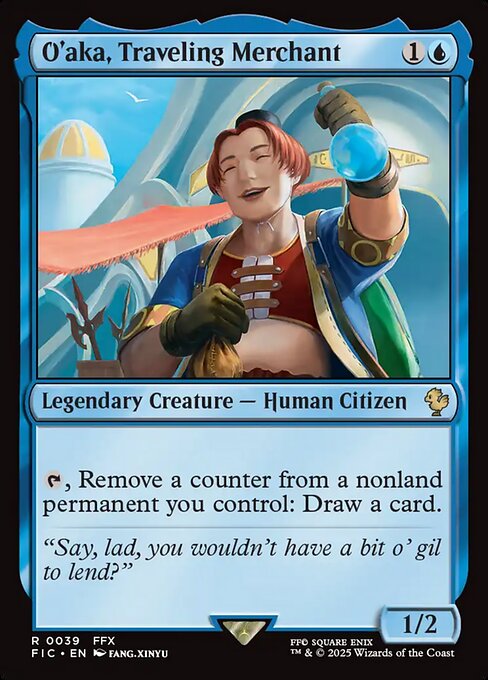 O'aka, Traveling Merchant 1
Legendary Creature — Human Citizen
, Remove a counter from a nonland
permanent you control: Draw a card.
“Say, lad, you wouldn’t have a bit o’ gil
to lend?”
1/2
R 0039 FFX
FIC • EN FANG.XINYU
FF© SQUARE ENIX
™ & © 2025 Wizards of the Coast